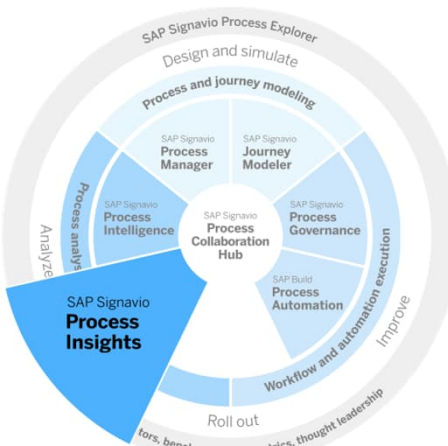 SAP Signavio Process Explorer
Design and simulate
Process and journey modeling
SAP Signavio
Process
Manager
SAP Signavio
Journey
Modeler
SAP Signavio
Process
Intelligence
SAP Signavio
Process
Collaboration
Hub
SAP Signavio
Process
Governance
SAP Build
Process
Automation
Process
Analyze
SAP Signavio
Process
Insights
Workflow and automation execution
Improve
Roll out
thought leadership